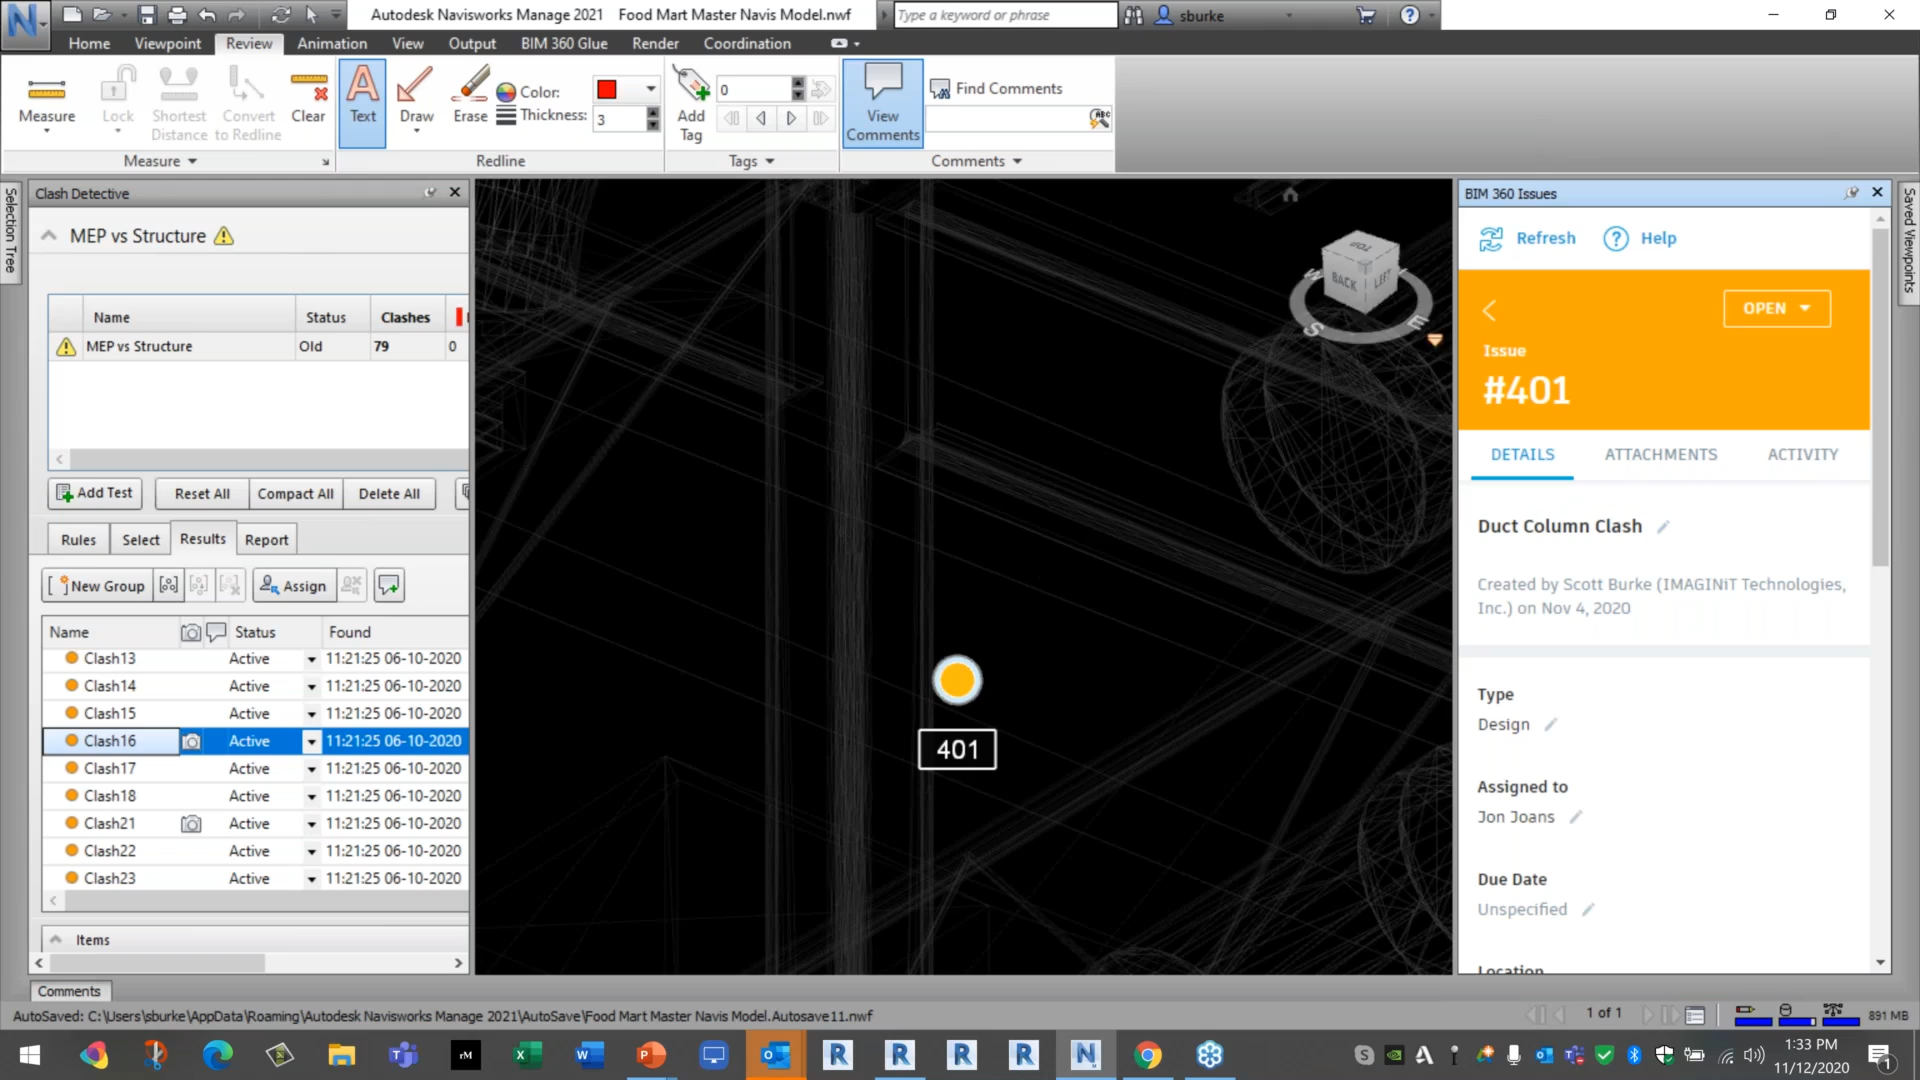 Autodesk Navisworks Manage 2021 Food Mart Master Navis Model.nwf
Type a keyword or phrase
sburke
Home Viewpoint Review Animation View Output BIM 360 Glue Render Coordination
Measure
Lock
Shortest Distance
Convert to Redline
Clear
Text
Draw
Erase
Color:
Thickness: 3
Add Tag
0
View Comments
Find Comments
Measure
Redline
Tags
Comments
Selection Tree
Clash Detective
MEP vs Structure
Name Status Clashes
MEP vs Structure Old 79 0
Add Test Reset All Compact All Delete All
Rules Select Results Report
New Group Assign
Name Status Found
Clash13 Active 11:21:25 06-10-2020
Clash14 Active 11:21:25 06-10-2020
Clash15 Active 11:21:25 06-10-2020
Clash16 Active 11:21:25 06-10-2020
Clash17 Active 11:21:25 06-10-2020
Clash18 Active 11:21:25 06-10-2020
Clash21 Active 11:21:25 06-10-2020
Clash22 Active 11:21:25 06-10-2020
Clash23 Active 11:21:25 06-10-2020
Items
TOP
BACK
LEFT
W
S
E
401
BIM 360 Issues
Refresh Help
OPEN
Issue
#401
DETAILS ATTACHMENTS ACTIVITY
Duct Column Clash
Created by Scott Burke (IMAGINiT Technologies,
Inc.) on Nov 4, 2020
Type
Design
Assigned to
Jon Joans
Due Date
Unspecified
Location
Saved Viewpoints
Comments
AutoSaved: C:\Users\sburke\AppData\Roaming\Autodesk Navisworks Manage 2021\AutoSave\Food Mart Master Navis Model.Autosave11.nwf
1 of 1
891 MB
1:33 PM
11/12/2020